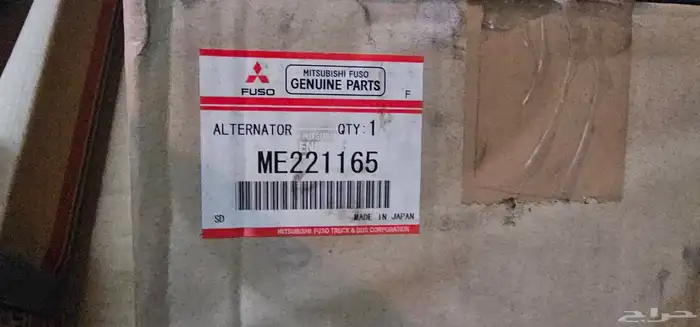 MITSUBISHI FUSO
GENUINE PARTS
FUSO
F
ALTERNATOR QTY:1
ME221165
SD MADE IN JAPAN
MITSUBISHI FUSO TRUCK & BUS CORPORATION
حراج